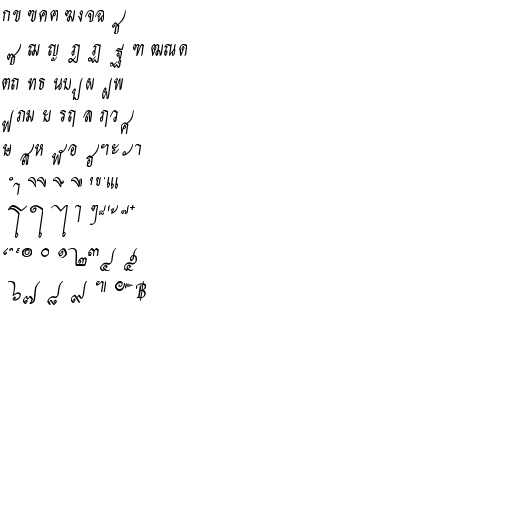 กข ฃคฅ ฆงจฉ ช
ซ ฌ ญ ฎ ฏ ฐ ฑ ฒณด
ตถ ทธ นบปผ ฝพ
ฟภม ย รฤ ล ฦว ศ
ษ สห ฬอ ฮฯะ ั า
ำ
โใไๅ ๆ
๏๐ ๑๒๓๔ ๕
๖๗ ๘ ๙ ๚ ๛฿